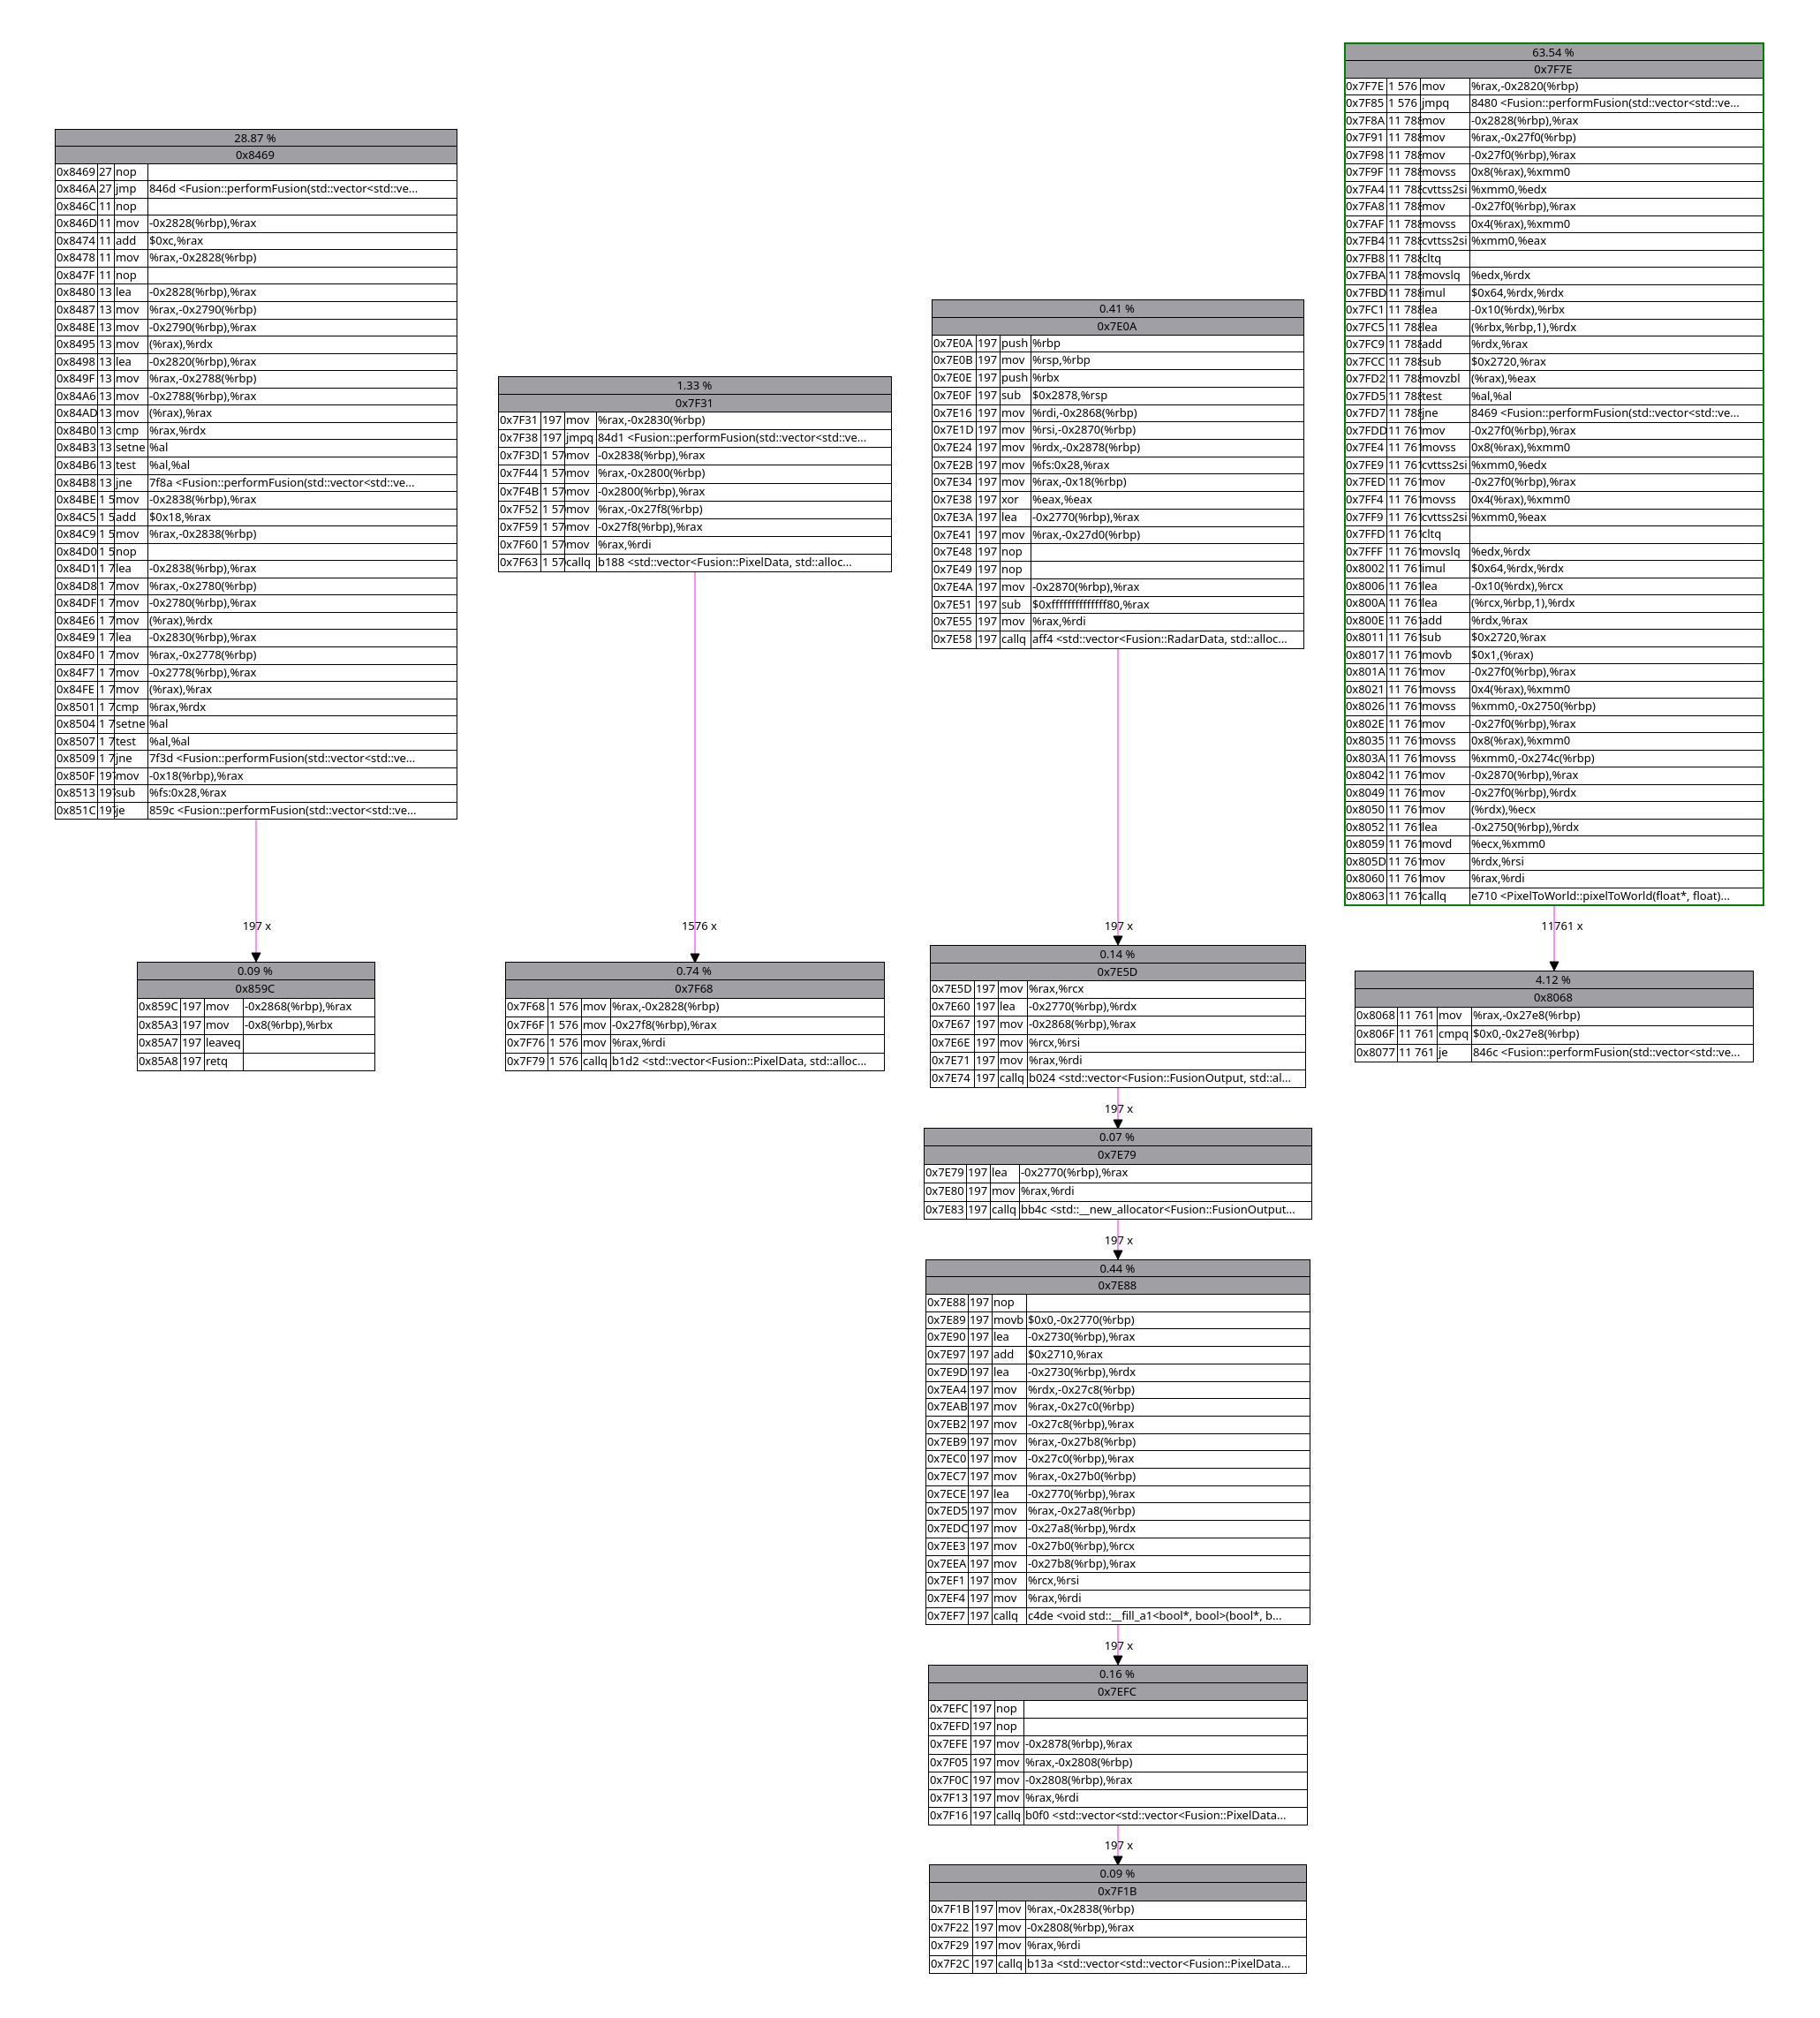 28.87 %
0x8469
0x8469 27 nop
0x846A 27 jmp 846d <Fusion::performFusion(std::vector<std::ve...
0x846C 11 nop
0x846D 11 mov -0x2828(%rbp),%rax
0x8474 11 add $0xc,%rax
0x8478 11 mov %rax,-0x2828(%rbp)
0x847F 11 nop
0x8480 13 lea -0x2828(%rbp),%rax
0x8487 13 mov %rax,-0x2790(%rbp)
0x848E 13 mov -0x2790(%rbp),%rax
0x8495 13 mov (%rax),%rdx
0x8498 13 lea -0x2820(%rbp),%rax
0x849F 13 mov %rax,-0x2788(%rbp)
0x84A6 13 mov -0x2788(%rbp),%rax
0x84AD 13 mov (%rax),%rax
0x84B0 13 cmp %rax,%rdx
0x84B3 13 setne %al
0x84B6 13 test %al,%al
0x84B8 13 jne 7f8a <Fusion::performFusion(std::vector<std::ve...
0x84BE 1 5 mov -0x2838(%rbp),%rax
0x84C5 1 5 add $0x18,%rax
0x84C9 1 5 mov %rax,-0x2838(%rbp)
0x84D0 1 5 nop
0x84D1 1 7 lea -0x2838(%rbp),%rax
0x84D8 1 7 mov %rax,-0x2780(%rbp)
0x84DF 1 7 mov -0x2780(%rbp),%rax
0x84E6 1 7 mov (%rax),%rdx
0x84E9 1 7 lea -0x2830(%rbp),%rax
0x84F0 1 7 mov %rax,-0x2778(%rbp)
0x84F7 1 7 mov -0x2778(%rbp),%rax
0x84FE 1 7 mov (%rax),%rax
0x8501 1 7 cmp %rax,%rdx
0x8504 1 7 setne %al
0x8507 1 7 test %al,%al
0x8509 1 7 jne 7f3d <Fusion::performFusion(std::vector<std::ve...
0x850F 197 mov -0x18(%rbp),%rax
0x8513 197 sub %fs:0x28,%rax
0x851C 197 je 859c <Fusion::performFusion(std::vector<std::ve...
197 x
0.09 %
0x859C
0x859C 197 mov -0x2868(%rbp),%rax
0x85A3 197 mov -0x8(%rbp),%rbx
0x85A7 197 leaveq
0x85A8 197 retq
1.33 %
0x7F31
0x7F31 197 mov %rax,-0x2830(%rbp)
0x7F38 197 jmpq 84d1 <Fusion::performFusion(std::vector<std::ve...
0x7F3D 1 57 mov -0x2838(%rbp),%rax
0x7F44 1 57 mov %rax,-0x2800(%rbp)
0x7F4B 1 57 mov -0x2800(%rbp),%rax
0x7F52 1 57 mov %rax,-0x27f8(%rbp)
0x7F59 1 57 mov -0x27f8(%rbp),%rax
0x7F60 1 57 mov %rax,%rdi
0x7F63 1 57 callq b188 <std::vector<Fusion::PixelData, std::alloc...
1576 x
0.74 %
0x7F68
0x7F68 1 576 mov %rax,-0x2828(%rbp)
0x7F6F 1 576 mov -0x27f8(%rbp),%rax
0x7F76 1 576 mov %rax,%rdi
0x7F79 1 576 callq b1d2 <std::vector<Fusion::PixelData, std::alloc...
0.41 %
0x7E0A
0x7E0A 197 push %rbp
0x7E0B 197 mov %rsp,%rbp
0x7E0E 197 push %rbx
0x7E0F 197 sub $0x2878,%rsp
0x7E16 197 mov %rdi,-0x2868(%rbp)
0x7E1D 197 mov %rsi,-0x2870(%rbp)
0x7E24 197 mov %rdx,-0x2878(%rbp)
0x7E2B 197 mov %fs:0x28,%rax
0x7E34 197 mov %rax,-0x18(%rbp)
0x7E38 197 xor %eax,%eax
0x7E3A 197 lea -0x2770(%rbp),%rax
0x7E41 197 mov %rax,-0x27d0(%rbp)
0x7E48 197 nop
0x7E49 197 nop
0x7E4A 197 mov -0x2870(%rbp),%rax
0x7E51 197 sub $0xffffffffffffff80,%rax
0x7E55 197 mov %rax,%rdi
0x7E58 197 callq aff4 <std::vector<Fusion::RadarData, std::alloc...
197 x
0.14 %
0x7E5D
0x7E5D 197 mov %rax,%rcx
0x7E60 197 lea -0x2770(%rbp),%rdx
0x7E67 197 mov -0x2868(%rbp),%rax
0x7E6E 197 mov %rcx,%rsi
0x7E71 197 mov %rax,%rdi
0x7E74 197 callq b024 <std::vector<Fusion::FusionOutput, std::al...
197 x
0.07 %
0x7E79
0x7E79 197 lea -0x2770(%rbp),%rax
0x7E80 197 mov %rax,%rdi
0x7E83 197 callq bb4c <std::__new_allocator<Fusion::FusionOutput...
197 x
0.44 %
0x7E88
0x7E88 197 nop
0x7E89 197 movb $0x0,-0x2770(%rbp)
0x7E90 197 lea -0x2730(%rbp),%rax
0x7E97 197 add $0x2710,%rax
0x7E9D 197 lea -0x2730(%rbp),%rdx
0x7EA4 197 mov %rdx,-0x27c8(%rbp)
0x7EAB 197 mov %rax,-0x27c0(%rbp)
0x7EB2 197 mov -0x27c8(%rbp),%rax
0x7EB9 197 mov %rax,-0x27b8(%rbp)
0x7EC0 197 mov -0x27c0(%rbp),%rax
0x7EC7 197 mov %rax,-0x27b0(%rbp)
0x7ECE 197 lea -0x2770(%rbp),%rax
0x7ED5 197 mov %rax,-0x27a8(%rbp)
0x7EDC 197 mov -0x27a8(%rbp),%rdx
0x7EE3 197 mov -0x27b0(%rbp),%rcx
0x7EEA 197 mov -0x27b8(%rbp),%rax
0x7EF1 197 mov %rcx,%rsi
0x7EF4 197 mov %rax,%rdi
0x7EF7 197 callq c4de <void std::__fill_a1<bool*, bool>(bool*, b...
197 x
0.16 %
0x7EFC
0x7EFC 197 nop
0x7EFD 197 nop
0x7EFE 197 mov -0x2878(%rbp),%rax
0x7F05 197 mov %rax,-0x2808(%rbp)
0x7F0C 197 mov -0x2808(%rbp),%rax
0x7F13 197 mov %rax,%rdi
0x7F16 197 callq b0f0 <std::vector<std::vector<Fusion::PixelData...
197 x
0.09 %
0x7F1B
0x7F1B 197 mov %rax,-0x2838(%rbp)
0x7F22 197 mov -0x2808(%rbp),%rax
0x7F29 197 mov %rax,%rdi
0x7F2C 197 callq b13a <std::vector<std::vector<Fusion::PixelData...
63.54 %
0x7F7E
0x7F7E 1 576 mov %rax,-0x2820(%rbp)
0x7F85 1 576 jmpq 8480 <Fusion::performFusion(std::vector<std::ve...
0x7F8A 11 788 mov -0x2828(%rbp),%rax
0x7F91 11 788 mov %rax,-0x27f0(%rbp)
0x7F98 11 788 mov -0x27f0(%rbp),%rax
0x7F9F 11 788 movss 0x8(%rax),%xmm0
0x7FA4 11 788 cvttss2si %xmm0,%edx
0x7FA8 11 788 mov -0x27f0(%rbp),%rax
0x7FAF 11 788 movss 0x4(%rax),%xmm0
0x7FB4 11 788 cvttss2si %xmm0,%eax
0x7FB8 11 788 cltq
0x7FBA 11 788 movslq %edx,%rdx
0x7FBD 11 788 imul $0x64,%rdx,%rdx
0x7FC1 11 788 lea -0x10(%rdx),%rbx
0x7FC5 11 788 lea (%rbx,%rbp,1),%rdx
0x7FC9 11 788 add %rdx,%rax
0x7FCC 11 788 sub $0x2720,%rax
0x7FD2 11 788 movzbl (%rax),%eax
0x7FD5 11 788 test %al,%al
0x7FD7 11 788 jne 8469 <Fusion::performFusion(std::vector<std::ve...
0x7FDD 11 761 mov -0x27f0(%rbp),%rax
0x7FE4 11 761 movss 0x8(%rax),%xmm0
0x7FE9 11 761 cvttss2si %xmm0,%edx
0x7FED 11 761 mov -0x27f0(%rbp),%rax
0x7FF4 11 761 movss 0x4(%rax),%xmm0
0x7FF9 11 761 cvttss2si %xmm0,%eax
0x7FFD 11 761 cltq
0x7FFF 11 761 movslq %edx,%rdx
0x8002 11 761 imul $0x64,%rdx,%rdx
0x8006 11 761 lea -0x10(%rdx),%rcx
0x800A 11 761 lea (%rcx,%rbp,1),%rdx
0x800E 11 761 add %rdx,%rax
0x8011 11 761 sub $0x2720,%rax
0x8017 11 761 movb $0x1,(%rax)
0x801A 11 761 mov -0x27f0(%rbp),%rax
0x8021 11 761 movss 0x4(%rax),%xmm0
0x8026 11 761 movss %xmm0,-0x2750(%rbp)
0x802E 11 761 mov -0x27f0(%rbp),%rax
0x8035 11 761 movss 0x8(%rax),%xmm0
0x803A 11 761 movss %xmm0,-0x274c(%rbp)
0x8042 11 761 mov -0x2870(%rbp),%rax
0x8049 11 761 mov -0x27f0(%rbp),%rdx
0x8050 11 761 mov (%rdx),%ecx
0x8052 11 761 lea -0x2750(%rbp),%rdx
0x8059 11 761 movd %ecx,%xmm0
0x805D 11 761 mov %rdx,%rsi
0x8060 11 761 mov %rax,%rdi
0x8063 11 761 callq e710 <PixelToWorld::pixelToWorld(float*, float)...
11761 x
4.12 %
0x8068
0x8068 11 761 mov %rax,-0x27e8(%rbp)
0x806F 11 761 cmpq $0x0,-0x27e8(%rbp)
0x8077 11 761 je 846c <Fusion::performFusion(std::vector<std::ve...